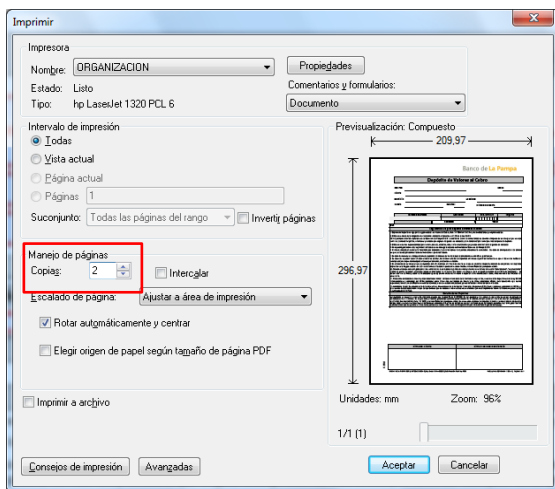 Imprimir
Impresora
Nombre: ORGANIZACION
Propiedades
Estado: Listo
Comentarios y formularios:
Tipo: hp LaserJet 1320 PCL 6
Documento
Intervalo de impresión
Todas
Vista actual
Página actual
Páginas 1
Suconjunto: Todas las páginas del rango
Invertir páginas
Manejo de páginas
Copias: 2
Intercalar
Escalado de página: Ajustar a área de impresión
Rotar automáticamente y centrar
Elegir origen de papel según tamaño de página PDF
Imprimir a archivo
Consejos de impresión
Avanzadas
Previsualización: Compuesto
209,97
296,97
Banco de La Pampa
Depósito de Valores al Cobro
Unidades: mm
Zoom: 96%
1/1 (1)
Aceptar
Cancelar